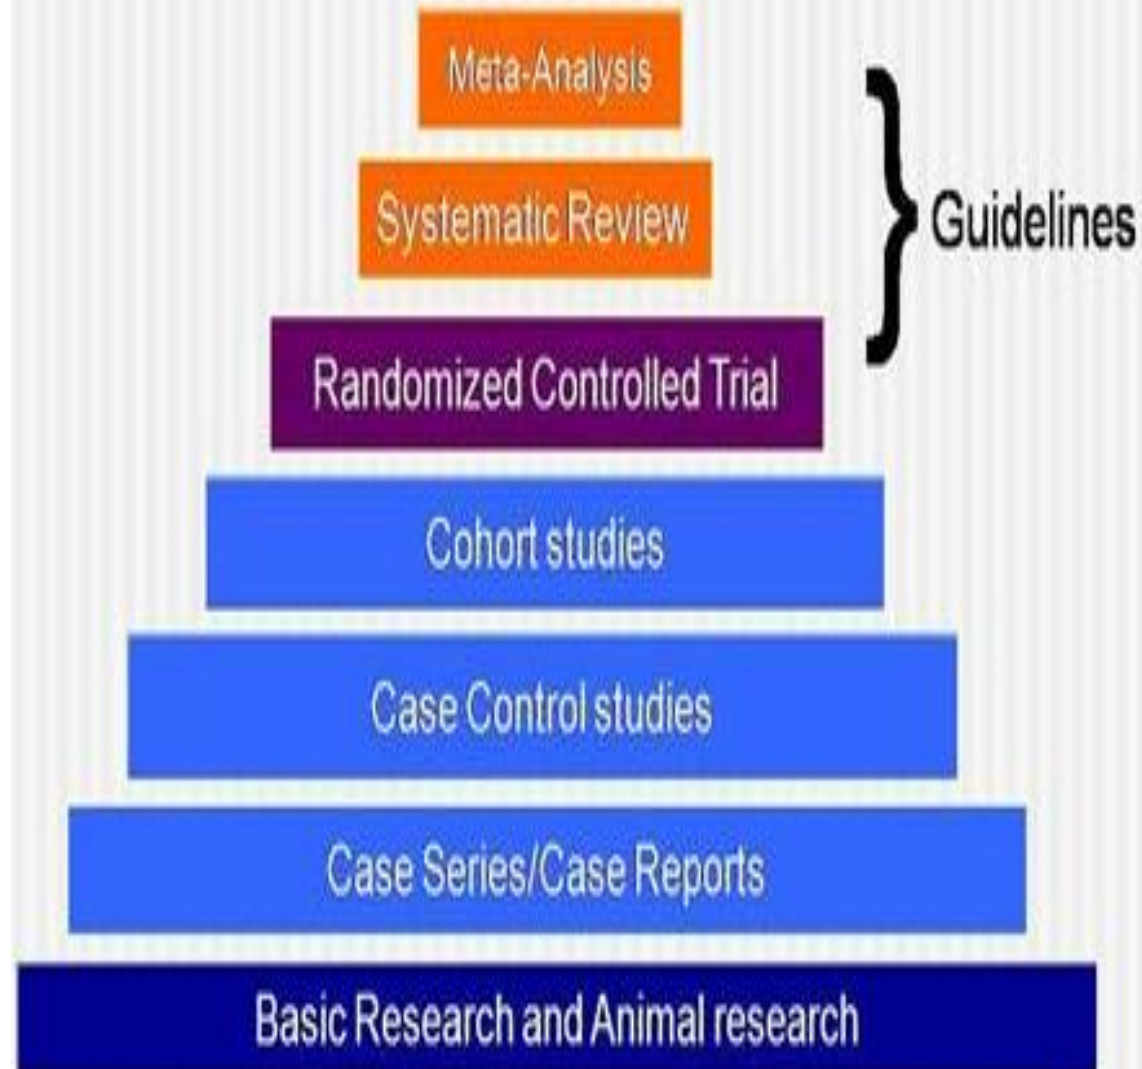 Meta-Analysis
Systematic Review
Guidelines
Randomized Controlled Trial
Cohort studies
Case Control studies
Case Series/Case Reports
Basic Research and Animal research